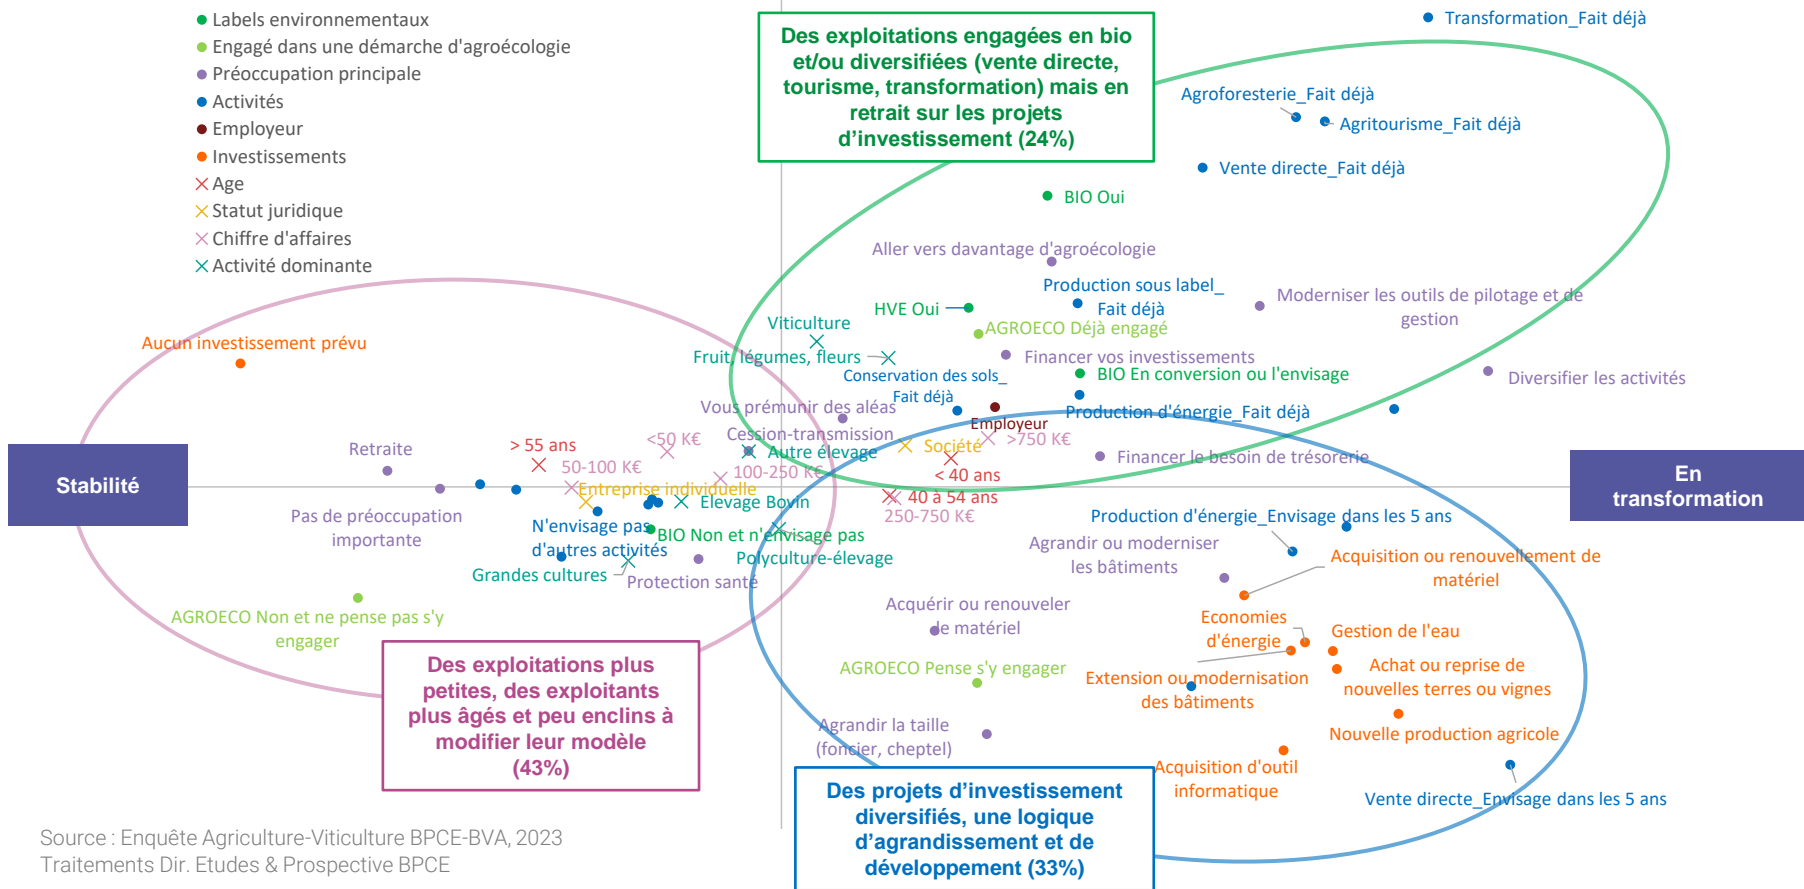 Labels environnementaux
Engagé dans une démarche d'agroécologie
Préoccupation principale
Activités
Employeur
Investissements
Age
Statut juridique
Chiffre d'affaires
Activité dominante
Des exploitations engagées en bio
et/ou diversifiées (vente directe,
tourisme, transformation) mais en
retrait sur les projets
d'investissement (24%)
Transformation_Fait déjà
Agroforesterie_Fait déjà
Agritourisme_Fait déjà
Vente directe_Fait déjà
BIO Oui
Aller vers davantage d'agroécologie
Production sous label_
Fait déjà
Moderniser les outils de pilotage et de
gestion
HVE Oui
AGROECO Déjà engagé
Viticulture
Fruit, légumes, fleurs
Financer vos investissements
Conservation des sols_
Fait déjà
BIO En conversion ou l'envisage
Diversifier les activités
Production d'énergie_Fait déjà
Vous prémunir des aléas
Employeur
Cession-transmission
Société
>750 K€
Autre élevage
Financer le besoin de trésorerie
< 40 ans
40 à 54 ans
250-750 K€
Aucun investissement prévu
Retraite
> 55 ans
<50 K€
50-100 K€
100-250 K€
Entreprise individuelle
Elevage Bovin
Pas de préoccupation
importante
N'envisage pas
d'autres activités
BIO Non et n'envisage pas
Polyculture-élevage
Grandes cultures
Protection santé
AGROECO Non et ne pense pas s'y
engager
Stabilité
En
transformation
Production d'énergie_Envisage dans les 5 ans
Agrandir ou moderniser
les bâtiments
Acquisition ou renouvellement de
matériel
Acquérir ou renouveler
le matériel
Economies
d'énergie
Gestion de l'eau
AGROECO Pense s'y engager
Extension ou modernisation
des bâtiments
Achat ou reprise de
nouvelles terres ou vignes
Agrandir la taille
(foncier, cheptel)
Nouvelle production agricole
Acquisition d'outil
informatique
Vente directe_Envisage dans les 5 ans
Des exploitations plus
petites, des exploitants
plus âgés et peu enclins à
modifier leur modèle
(43%)
Des projets d'investissement
diversifiés, une logique
d'agrandissement et de
développement (33%)
Source : Enquête Agriculture-Viticulture BPCE-BVA, 2023
Traitements Dir. Etudes & Prospective BPCE